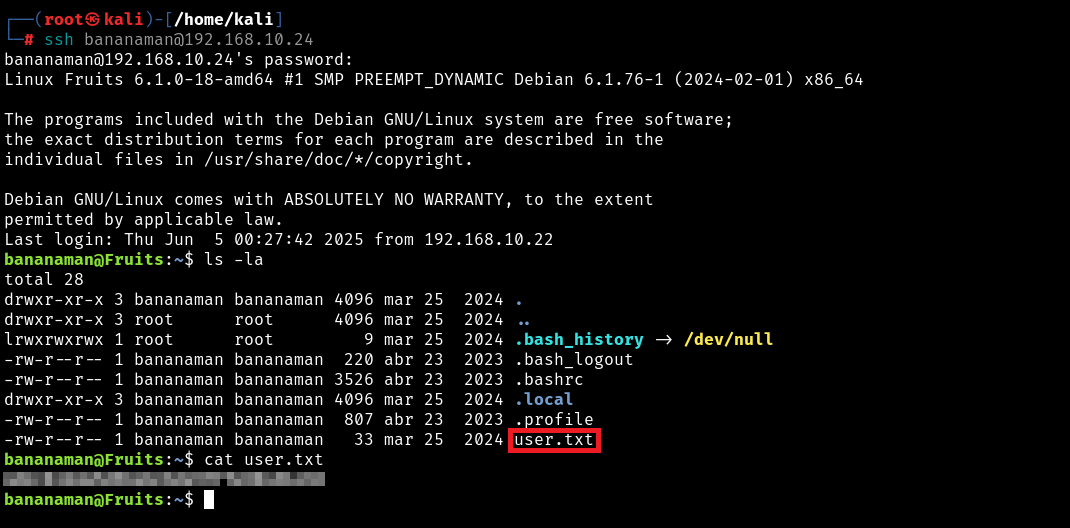 ┌──(root㉿kali)-[/home/kali]
└─# ssh bananaman@192.168.10.24
bananaman@192.168.10.24's password:
Linux Fruits 6.1.0-18-amd64 #1 SMP PREEMPT_DYNAMIC Debian 6.1.76-1 (2024-02-01) x86_64

The programs included with the Debian GNU/Linux system are free software;
the exact distribution terms for each program are described in the
individual files in /usr/share/doc/*/copyright.

Debian GNU/Linux comes with ABSOLUTELY NO WARRANTY, to the extent
permitted by applicable law.
Last login: Thu Jun  5 00:27:42 2025 from 192.168.10.22
bananaman@Fruits:~$ ls -la
total 28
drwxr-xr-x 3 bananaman bananaman 4096 mar 25  2024 .
drwxr-xr-x 3 root      root      4096 mar 25  2024 ..
lrwxrwxrwx 1 root      root         9 mar 25  2024 .bash_history -> /dev/null
-rw-r--r-- 1 bananaman bananaman  220 abr 23  2023 .bash_logout
-rw-r--r-- 1 bananaman bananaman 3526 abr 23  2023 .bashrc
drwxr-xr-x 3 bananaman bananaman 4096 mar 25  2024 .local
-rw-r--r-- 1 bananaman bananaman  807 abr 23  2023 .profile
-rw-r--r-- 1 bananaman bananaman   33 mar 25  2024 user.txt
bananaman@Fruits:~$ cat user.txt
bananaman@Fruits:~$